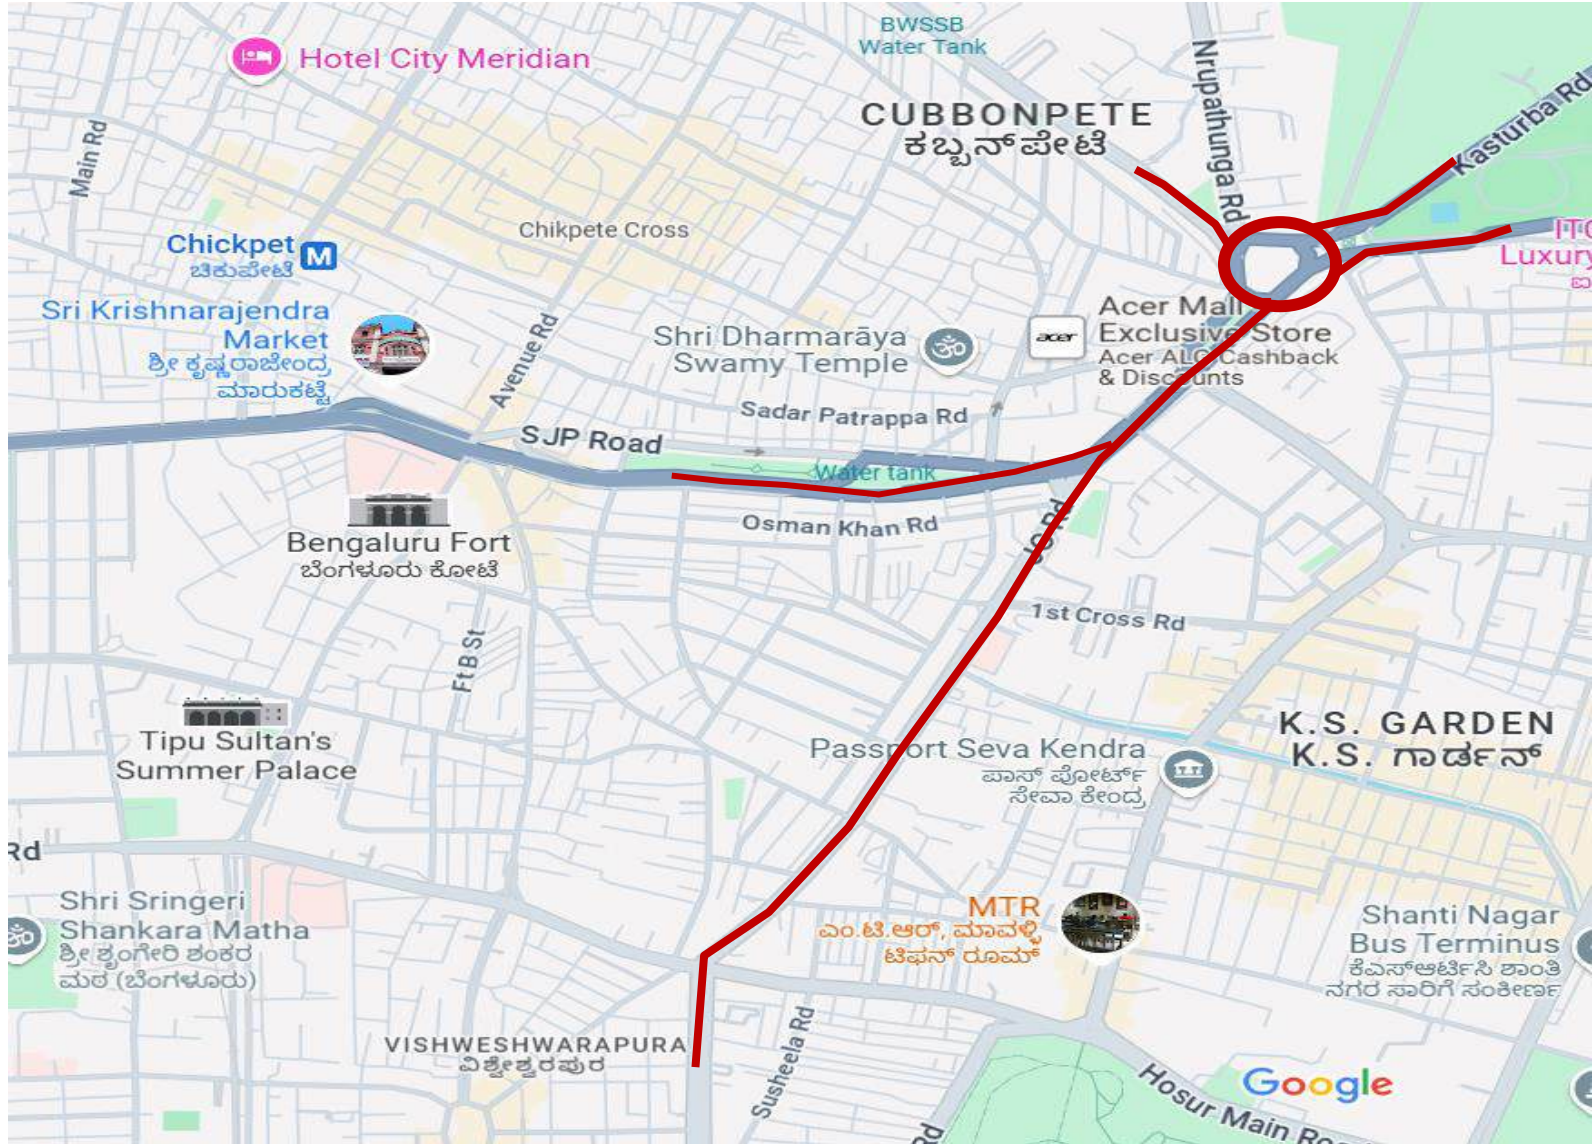 BWSSB
Water Tank
Hotel City Meridian
CUBBONPETE
ಕಬ್ಬನ್‌ಪೇಟೆ
Nrupathunga Rd
Kasturba Rd
Main Rd
Chikpete Cross
Chickpet
ಚಿಕುಪೇಟೆ
M
Luxury
Sri Krishnarajendra
Market
ಶ್ರೀ ಕೃಷ್ಣರಾಜೇಂದ್ರ
ಮಾರುಕಟ್ಟೆ
Avenue Rd
Shri Dharmarāya
Swamy Temple
acer
Acer Mall
Exclusive Store
Acer ALC Cashback
& Discounts
Sadar Patrappa Rd
SJP Road
Water tank
Osman Khan Rd
JC Rd
Bengaluru Fort
ಬೆಂಗಳೂರು ಕೋಟೆ
1st Cross Rd
Ft B St
Tipu Sultan's
Summer Palace
K.S. GARDEN
K.S. ಗಾರ್ಡನ್
Passport Seva Kendra
ಪಾಸ್ ಪೋರ್ಟ್
ಸೇವಾ ಕೇಂದ್ರ
Rd
Shri Sringeri
Shankara Matha
ಶ್ರೀ ಶೃಂಗೇರಿ ಶಂಕರ
ಮಠ (ಬೆಂಗಳೂರು)
MTR
ಎಂ.ಟಿ.ಆರ್, ಮಾವಳ್ಳಿ
ಟಿಫನ್ ರೂಮ್
Shanti Nagar
Bus Terminus
ಕೆಎಸ್ಆರ್ಟಿಸಿ ಶಾಂತಿ
ನಗರ ಸಾರಿಗೆ ಸಂಕೀರ್ಣ
VISHWESHWARAPURA
ವಿಶ್ವೇಶ್ವರಪುರ
Susheela Rd
Google
Hosur Main Road
Rd